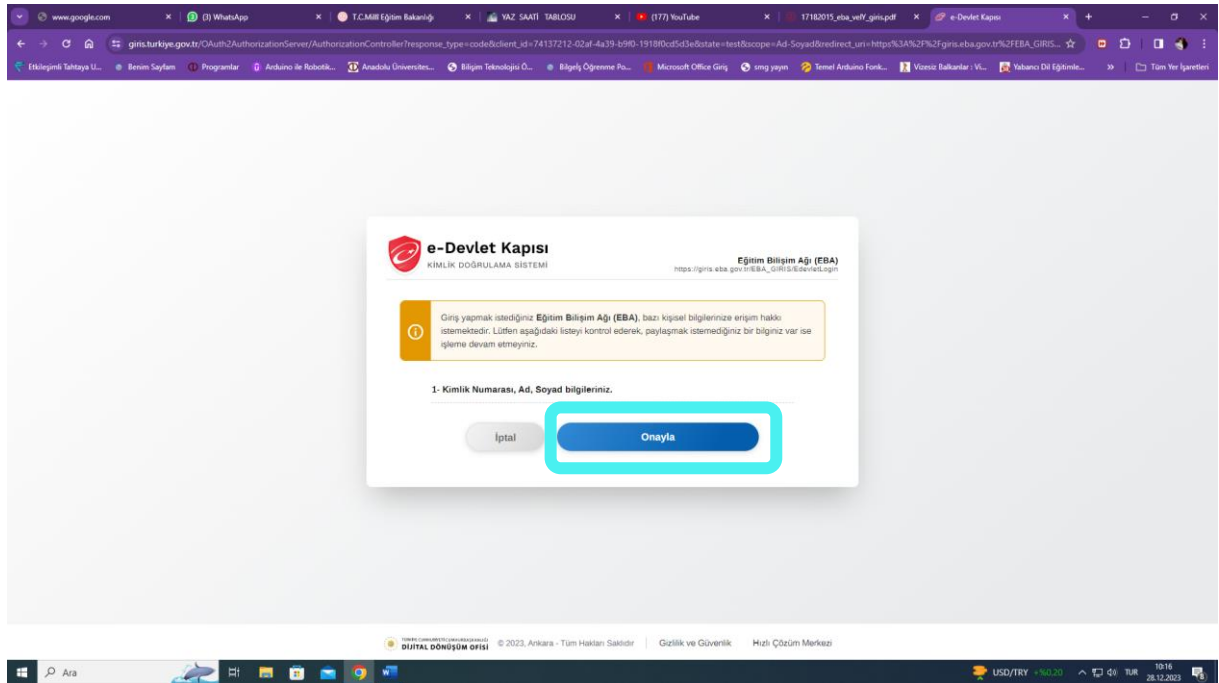 www.google.com
(3) WhatsApp
T.C.Millî Eğitim Bakanlığı
YAZ SAATİ TABLOSU
(177) YouTube
17182015_eba_velY_giris.pdf
e-Devlet Kapısı
giris.turkiye.gov.tr/OAuth2AuthorizationServer/AuthorizationController?response_type=code&client_id=74137212-02af-4a39-b9f0-1918f0cd5d3e&state=test&scope=Ad-Soyad&redirect_uri=https%3A%2F%2Fgiris.eba.gov.tr%2FEBA_GIRIS...
Etkileşimli Tahtaya U...
Benim Sayfam
Programlar
Arduino ile Robotik...
Anadolu Üniversites...
Bilişim Teknolojisi Ö...
Bilgeİş Öğrenme Po...
Microsoft Office Giriş
smg yayın
Temel Arduino Fonk...
Vizesiz Balkanlar : Vi...
Yabancı Dil Eğitimle...
Tüm Yer İşaretleri
e-Devlet Kapısı
KİMLİK DOĞRULAMA SİSTEMİ
Eğitim Bilişim Ağı (EBA)
https://giris.eba.gov.tr/EBA_GIRIS/EdevletLogin
Giriş yapmak istediğiniz Eğitim Bilişim Ağı (EBA), bazı kişisel bilgilerinize erişim hakkı
istemektedir. Lütfen aşağıdaki listeyi kontrol ederek, paylaşmak istemediğiniz bir bilginiz var ise
işleme devam etmeyiniz.
1- Kimlik Numarası, Ad, Soyad bilgileriniz.
İptal
Onayla
DİJİTAL DÖNÜŞÜM OFİSİ
© 2023, Ankara - Tüm Hakları Saklıdır
Gizlilik ve Güvenlik
Hızlı Çözüm Merkezi
Ara
USD/TRY +%0.20
TUR
10:16
28.12.2023